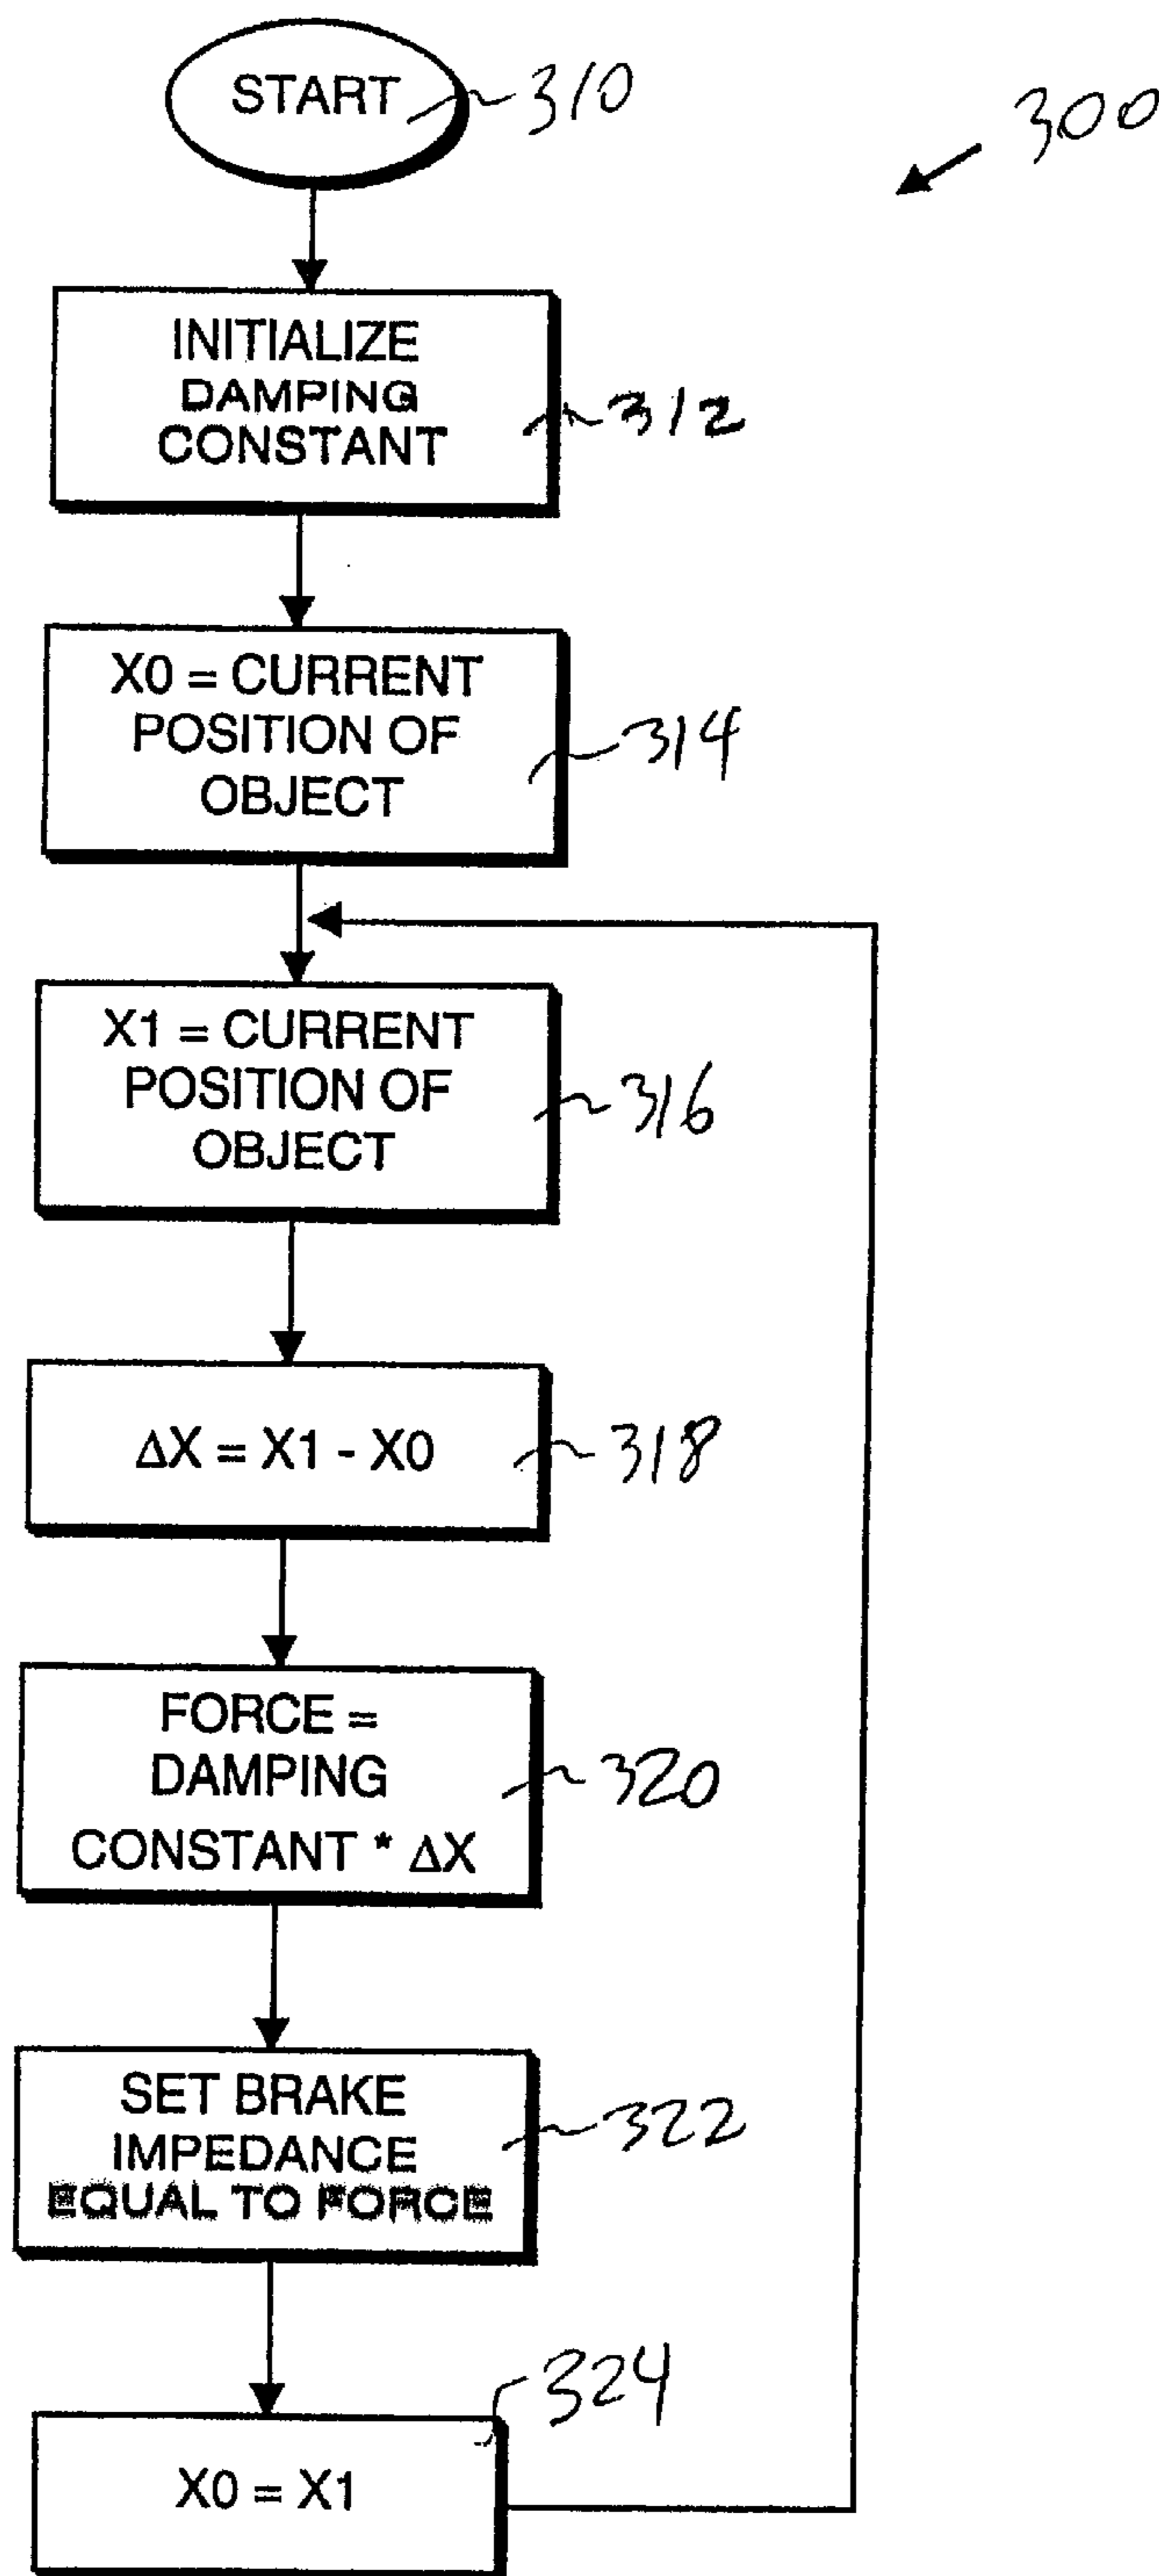 START 310
300
INITIALIZE
DAMPING
CONSTANT 312
X0 = CURRENT
POSITION OF
OBJECT 314
X1 = CURRENT
POSITION OF
OBJECT 316
ΔX = X1 - X0 318
FORCE =
DAMPING 320
CONSTANT * ΔX
SET BRAKE
IMPEDANCE 322
EQUAL TO FORCE
324
X0 = X1